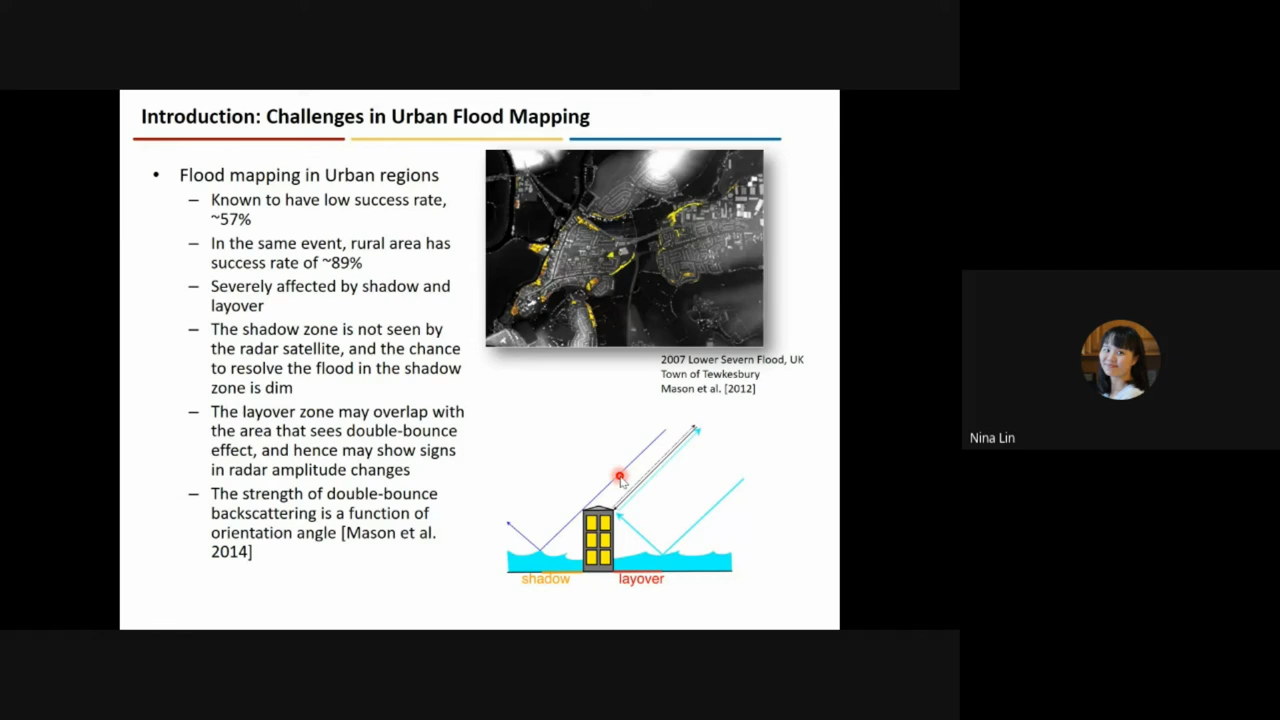 Introduction: Challenges in Urban Flood Mapping
• Flood mapping in Urban regions
– Known to have low success rate,
~57%
– In the same event, rural area has
success rate of ~89%
– Severely affected by shadow and
layover
– The shadow zone is not seen by
the radar satellite, and the chance
to resolve the flood in the shadow
zone is dim
– The layover zone may overlap with
the area that sees double-bounce
effect, and hence may show signs
in radar amplitude changes
– The strength of double-bounce
backscattering is a function of
orientation angle [Mason et al.
2014]
2007 Lower Severn Flood, UK
Town of Tewkesbury
Mason et al. [2012]
shadow
layover
Nina Lin